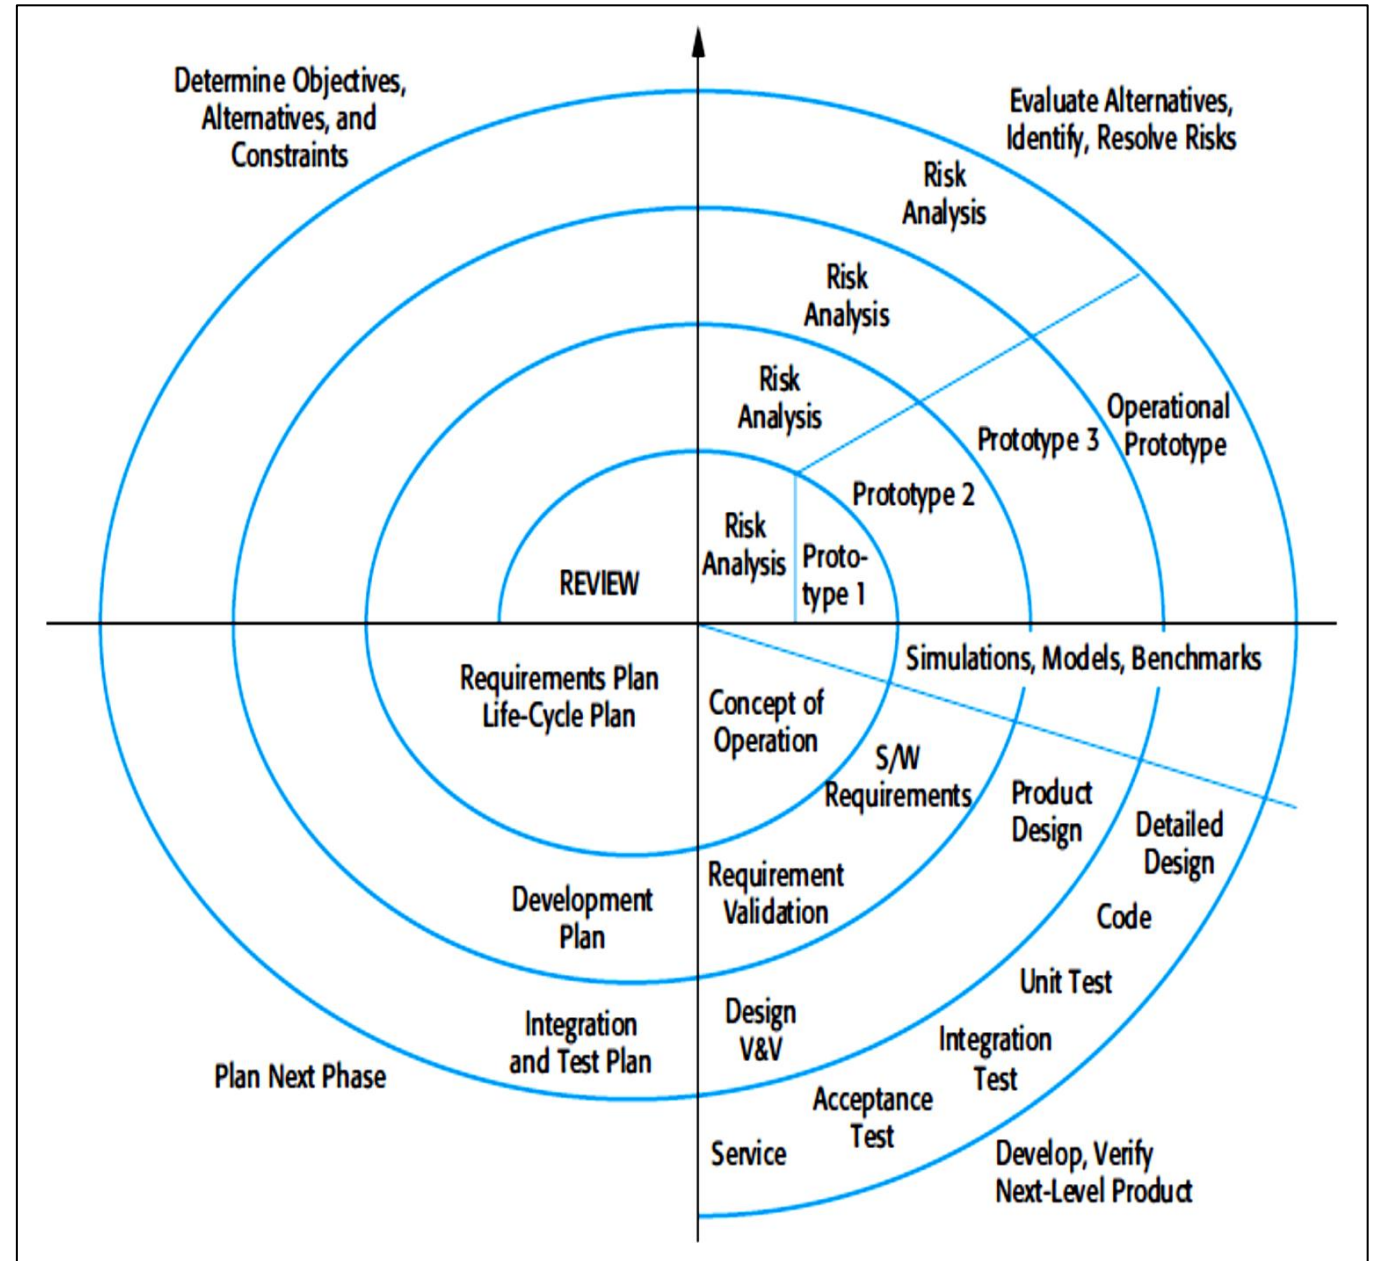 Determine Objectives,
Alternatives, and
Constraints
Evaluate Alternatives,
Identify, Resolve Risks
Risk
Analysis
Risk
Analysis
Risk
Analysis
Operational
Prototype
Prototype 3
Prototype 2
Risk
Analysis
Proto-
type 1
REVIEW
Simulations, Models, Benchmarks
Requirements Plan
Life-Cycle Plan
Concept of
Operation
S/W
Requirements
Product
Design
Detailed
Design
Requirement
Validation
Development
Plan
Code
Unit Test
Design
V&V
Integration
and Test Plan
Integration
Test
Plan Next Phase
Acceptance
Test
Service
Develop, Verify
Next-Level Product